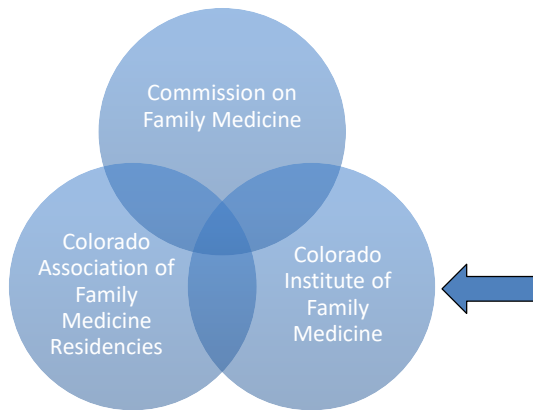 Commission on
Family Medicine
Colorado
Association of
Family
Medicine
Residencies
Colorado
Institute of
Family
Medicine